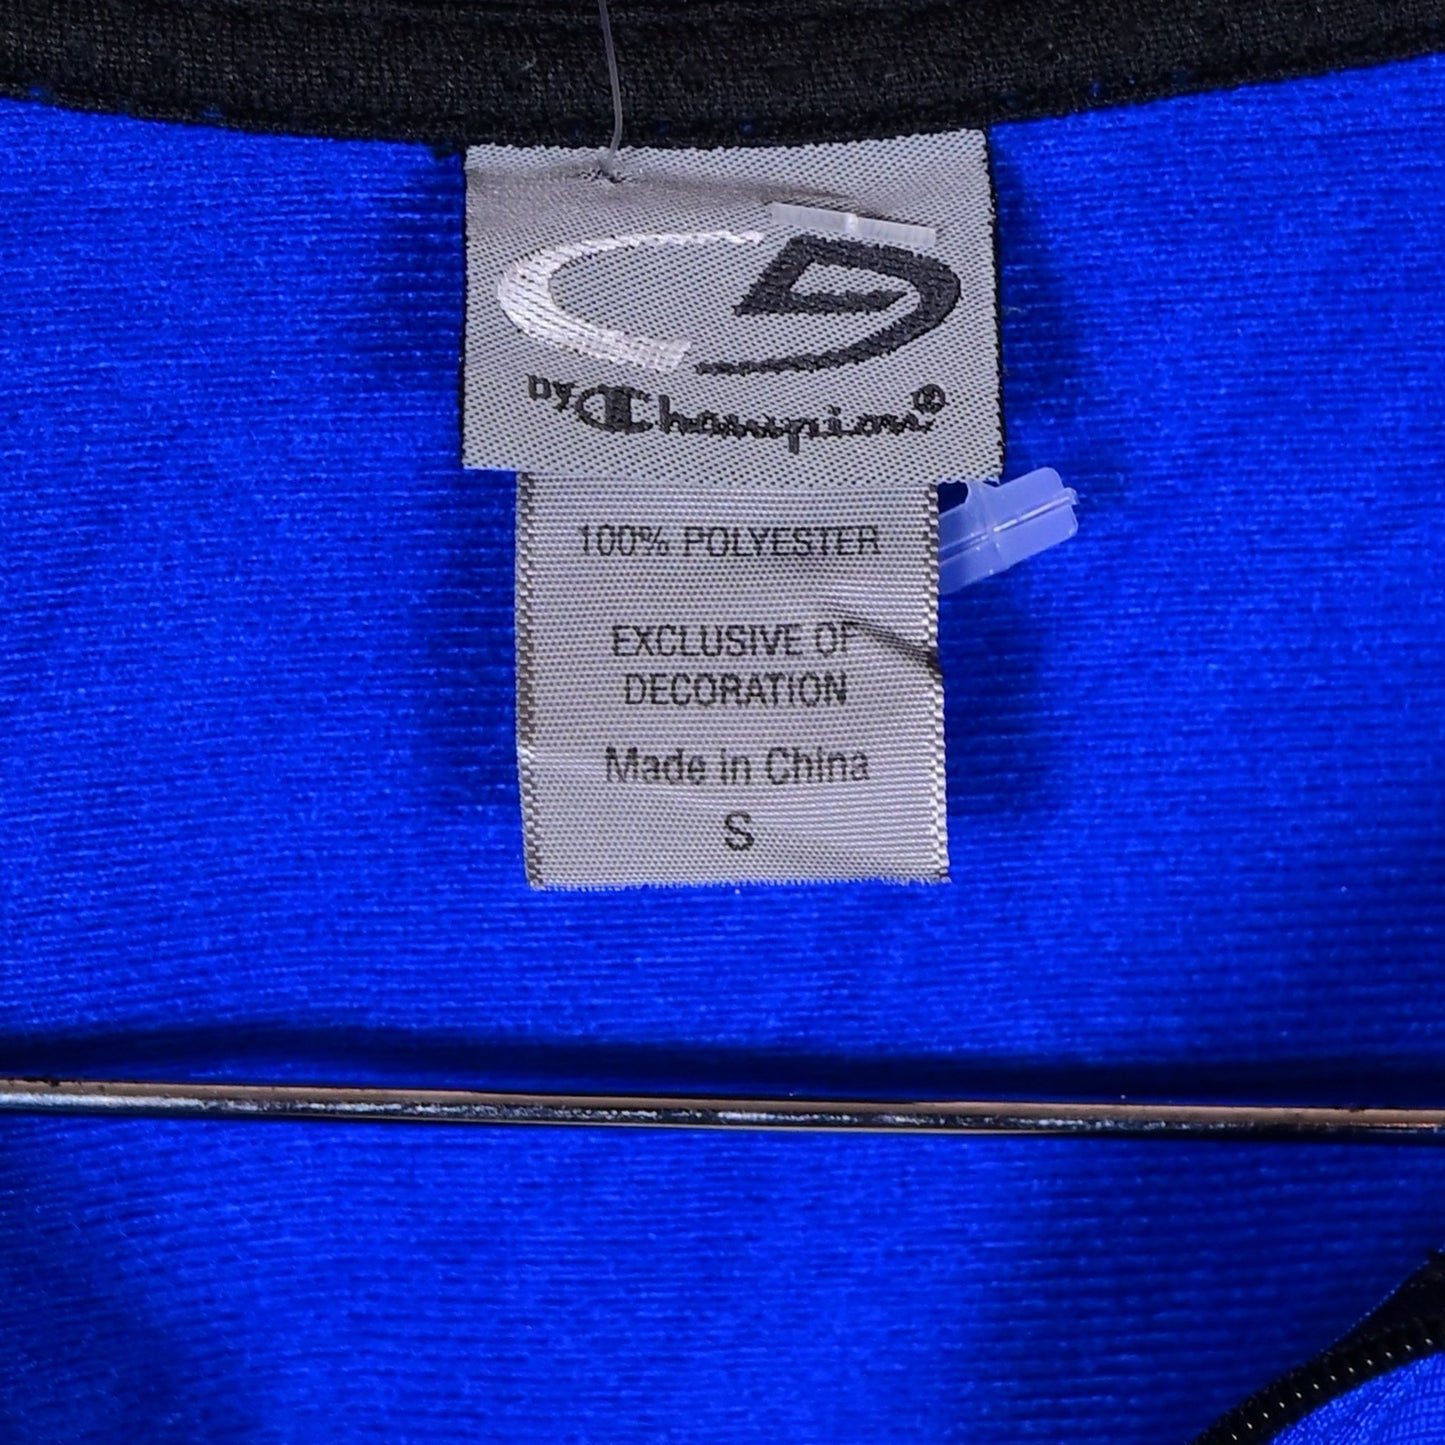 by Champion®
100% POLYESTER
EXCLUSIVE OF
DECORATION
Made in China
S